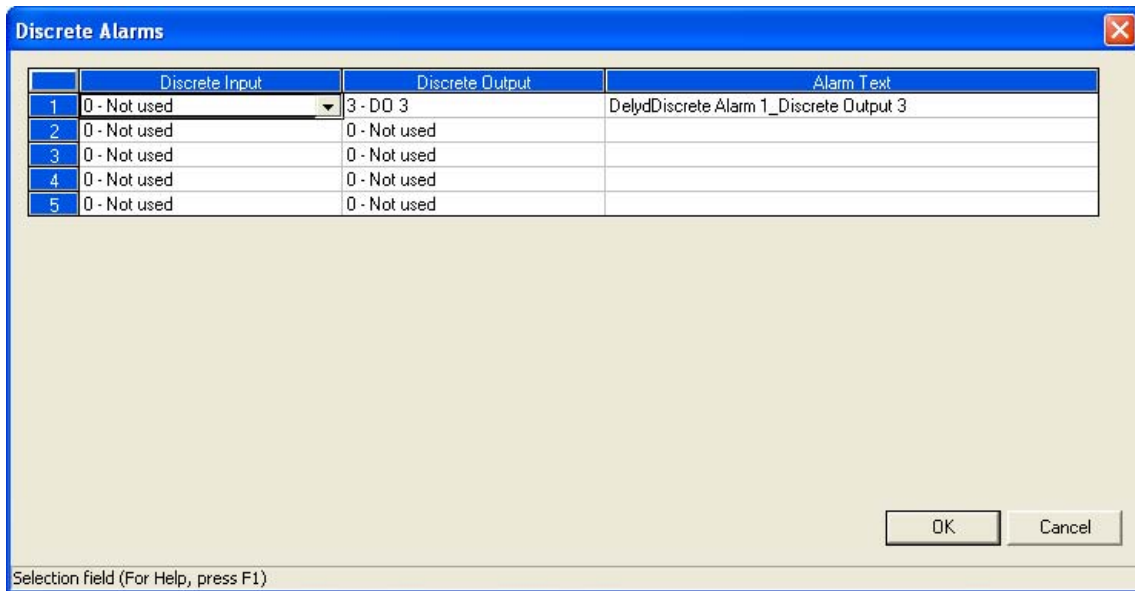 Discrete Alarms
Discrete Input Discrete Output Alarm Text
1 0 - Not used 3 - DO 3 DelydDiscrete Alarm 1_Discrete Output 3
2 0 - Not used 0 - Not used
3 0 - Not used 0 - Not used
4 0 - Not used 0 - Not used
5 0 - Not used 0 - Not used
OK Cancel
Selection field (For Help, press F1)